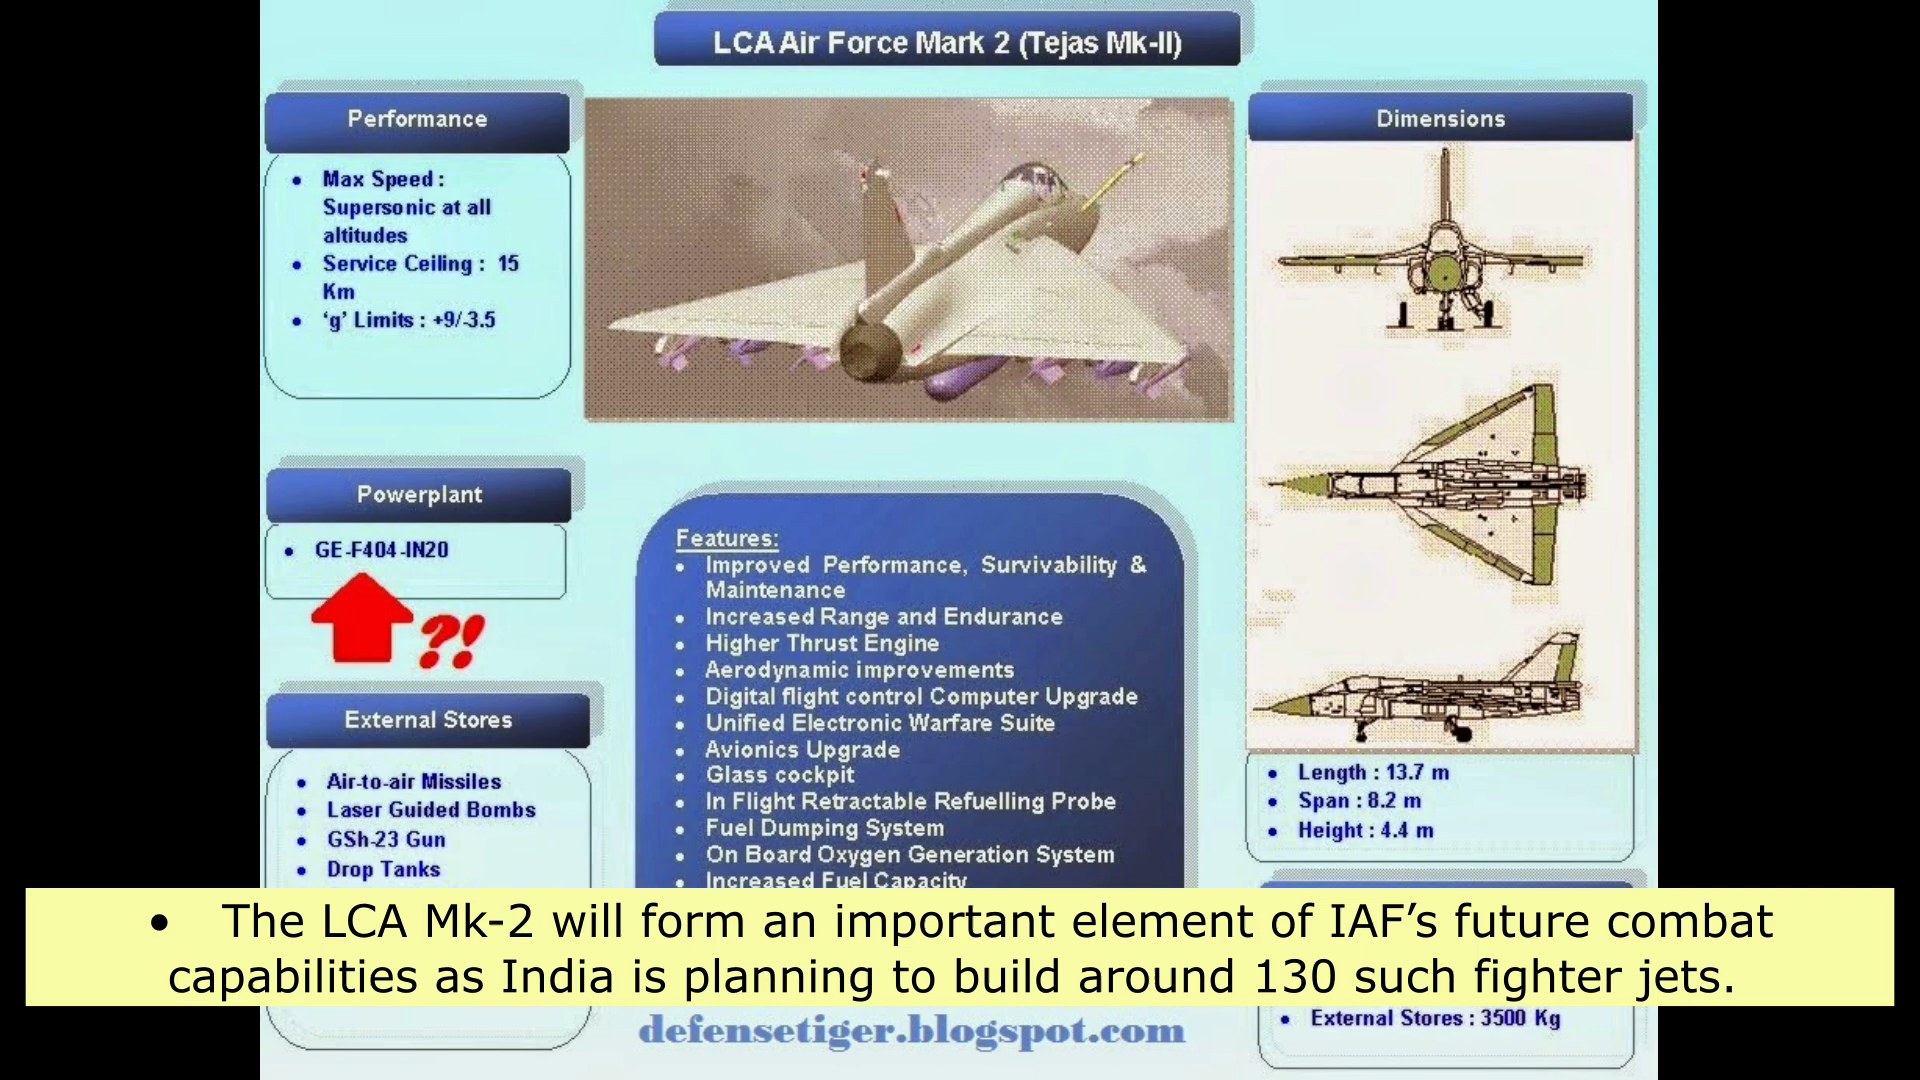 LCA Air Force Mark 2 (Tejas Mk-II)
Performance
• Max Speed :
Supersonic at all
altitudes
• Service Ceiling : 15
Km
• ‘g’ Limits : +9/-3.5
Powerplant
• GE-F404-IN20
?!
External Stores
• Air-to-air Missiles
• Laser Guided Bombs
• GSh-23 Gun
• Drop Tanks
Features:
• Improved Performance, Survivability &
Maintenance
• Increased Range and Endurance
• Higher Thrust Engine
• Aerodynamic improvements
• Digital flight control Computer Upgrade
• Unified Electronic Warfare Suite
• Avionics Upgrade
• Glass cockpit
• In Flight Retractable Refuelling Probe
• Fuel Dumping System
• On Board Oxygen Generation System
• Increased Fuel Capacity
Dimensions
• Length : 13.7 m
• Span : 8.2 m
• Height : 4.4 m
• The LCA Mk-2 will form an important element of IAF’s future combat
capabilities as India is planning to build around 130 such fighter jets.
• External Stores : 3500 Kg
defensetiger.blogspot.com